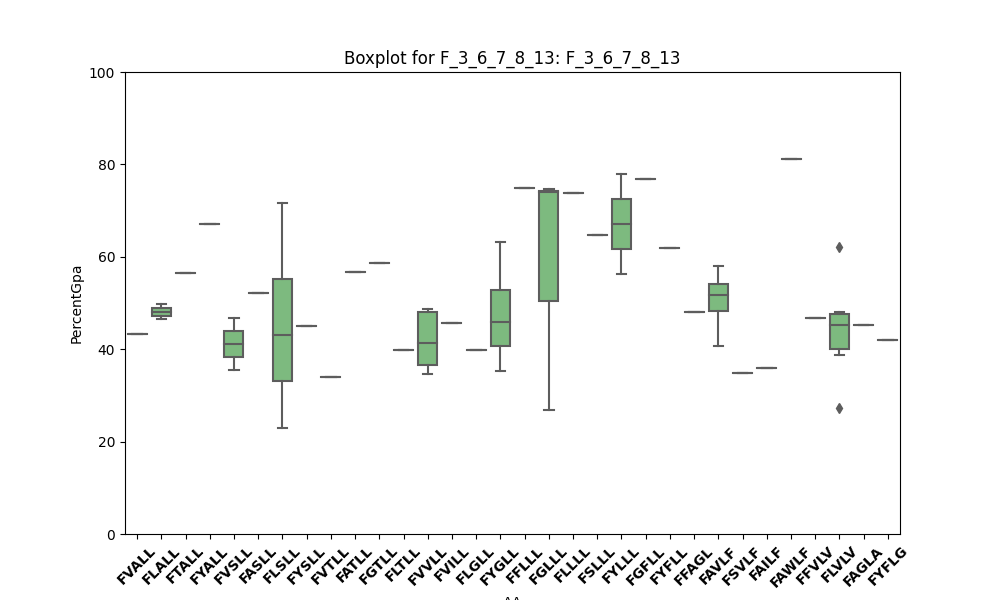 Boxplot for F_3_6_7_8_13: F_3_6_7_8_13
PercentGpa
100
80
60
40
20
0
FVALL FLALL FTALL FYALL FVSLL FASLL FLSLL FYSLL FVTLL FATLL FGTLL FLTLL FVVLL FVILL FLGLL FYGLL FFLLL FGLLL FLLLL FSLLL FYLLL FGFLL FYFLL FFAGL FAVLF FSVLF FAILF FAWLF FFVLV FLVLV FAGLA FYFLG